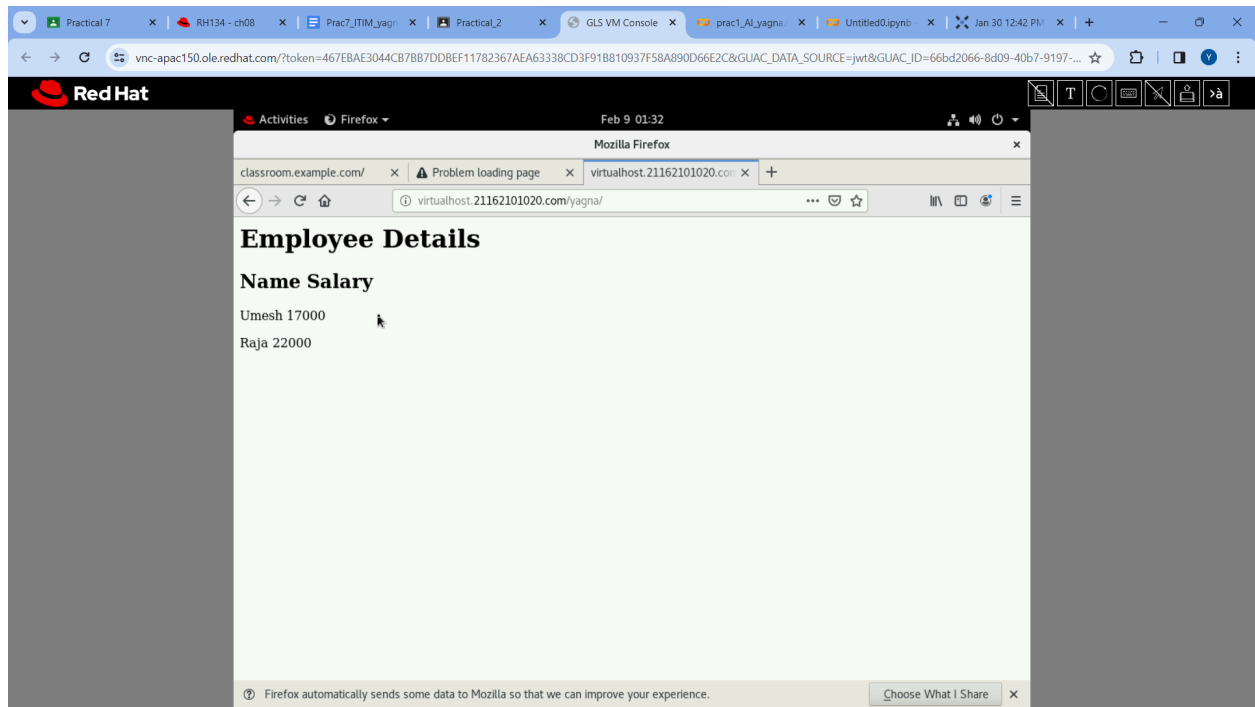 Practical 7
RH134 - ch08
Prac7_ITIM_yagn
Practical_2
GLS VM Console
prac1_AI_yagna.
Untitled0.ipynb -
Jan 30 12:42 PM
vnc-apac150.ole.redhat.com/?token=467EBAE3044CB7BB7DDBEF11782367AEA63338CD3F91B810937F58A890D66E2C&GUAC_DATA_SOURCE=jwt&GUAC_ID=66bd2066-8d09-40b7-9197-...
Y
Red Hat
T
>à
Activities Firefox Feb 9 01:32
Mozilla Firefox
classroom.example.com/
Problem loading page
virtualhost.21162101020.com
virtualhost.21162101020.com/yagna/
Employee Details
Name Salary
Umesh 17000
Raja 22000
Firefox automatically sends some data to Mozilla so that we can improve your experience.
Choose What I Share